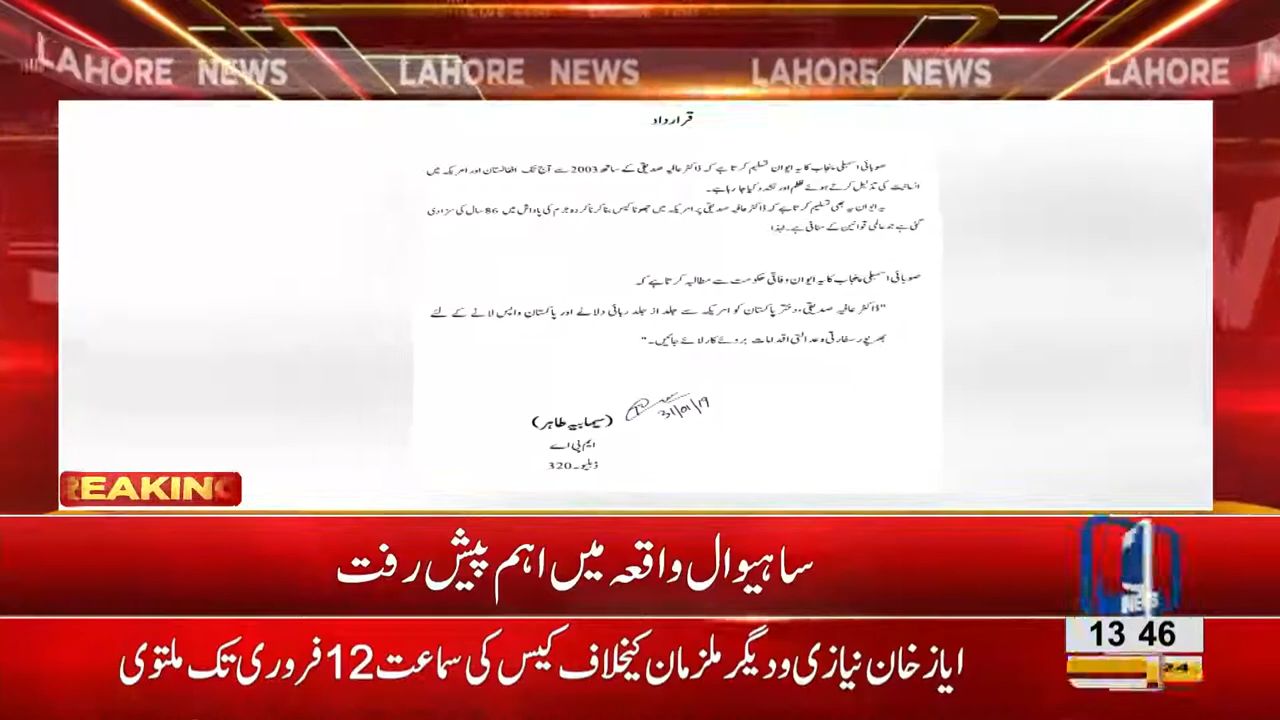 LAHORE NEWS LAHORE NEWS LAHORE NEWS LAHORE
قرارداد
صوبائی اسمبلی پنجاب کا یہ ایوان تسلیم کرتا ہے کہ ڈاکٹر عافیہ صدیقی کے ساتھ 2003 سے آج تک افغانستان اور امریکہ میں
انسانیت کی تذلیل کرتے ہوئے ظلم اور تشدد کیا جا رہا ہے۔
یہ ایوان یہ بھی تسلیم کرتا ہے کہ ڈاکٹر عافیہ صدیقی پر امریکہ میں جھوٹا کیس بنا کر ناکردہ جرم کی پاداش میں 86 سال کی سزا دی
گئی ہے جو عالمی قوانین کے منافی ہے۔ لہذا
صوبائی اسمبلی پنجاب کا یہ ایوان وفاقی حکومت سے مطالبہ کرتا ہے کہ
"ڈاکٹر عافیہ صدیقی، دختر پاکستان کو امریکہ سے جلد از جلد رہائی دلانے اور پاکستان واپس لانے کے لئے
بھرپور سفارتی و عدالتی اقدامات بروئے کار لائے جائیں۔"
31/01/19
(سیمابیہ طاہر)
ایم پی اے
ڈبلیو۔320
REAKING
ساہیوال واقعہ میں اہم پیش رفت
NEWS
13 46
ایاز خان نیازی و دیگر ملزمان کیخلاف کیس کی سماعت 12 فروری تک ملتوی
24